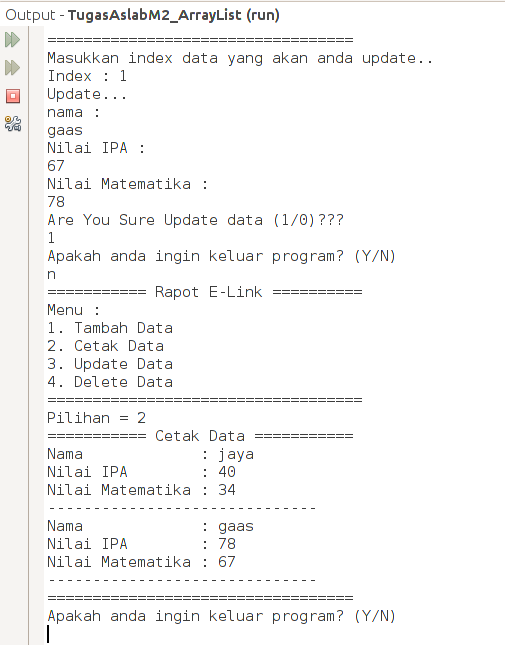 Output - TugasAslabM2_ArrayList (run)
==================================
Masukkan index data yang akan anda update..
Index : 1
Update...
nama :
gaas
Nilai IPA :
67
Nilai Matematika :
78
Are You Sure Update data (1/0)???
1
Apakah anda ingin keluar program? (Y/N)
n
=========== Rapot E-Link ==========
Menu :
1. Tambah Data
2. Cetak Data
3. Update Data
4. Delete Data
===================================
Pilihan = 2
=========== Cetak Data ===========
Nama             : jaya
Nilai IPA        : 40
Nilai Matematika : 34
------------------------------
Nama             : gaas
Nilai IPA        : 78
Nilai Matematika : 67
------------------------------
==================================
Apakah anda ingin keluar program? (Y/N)